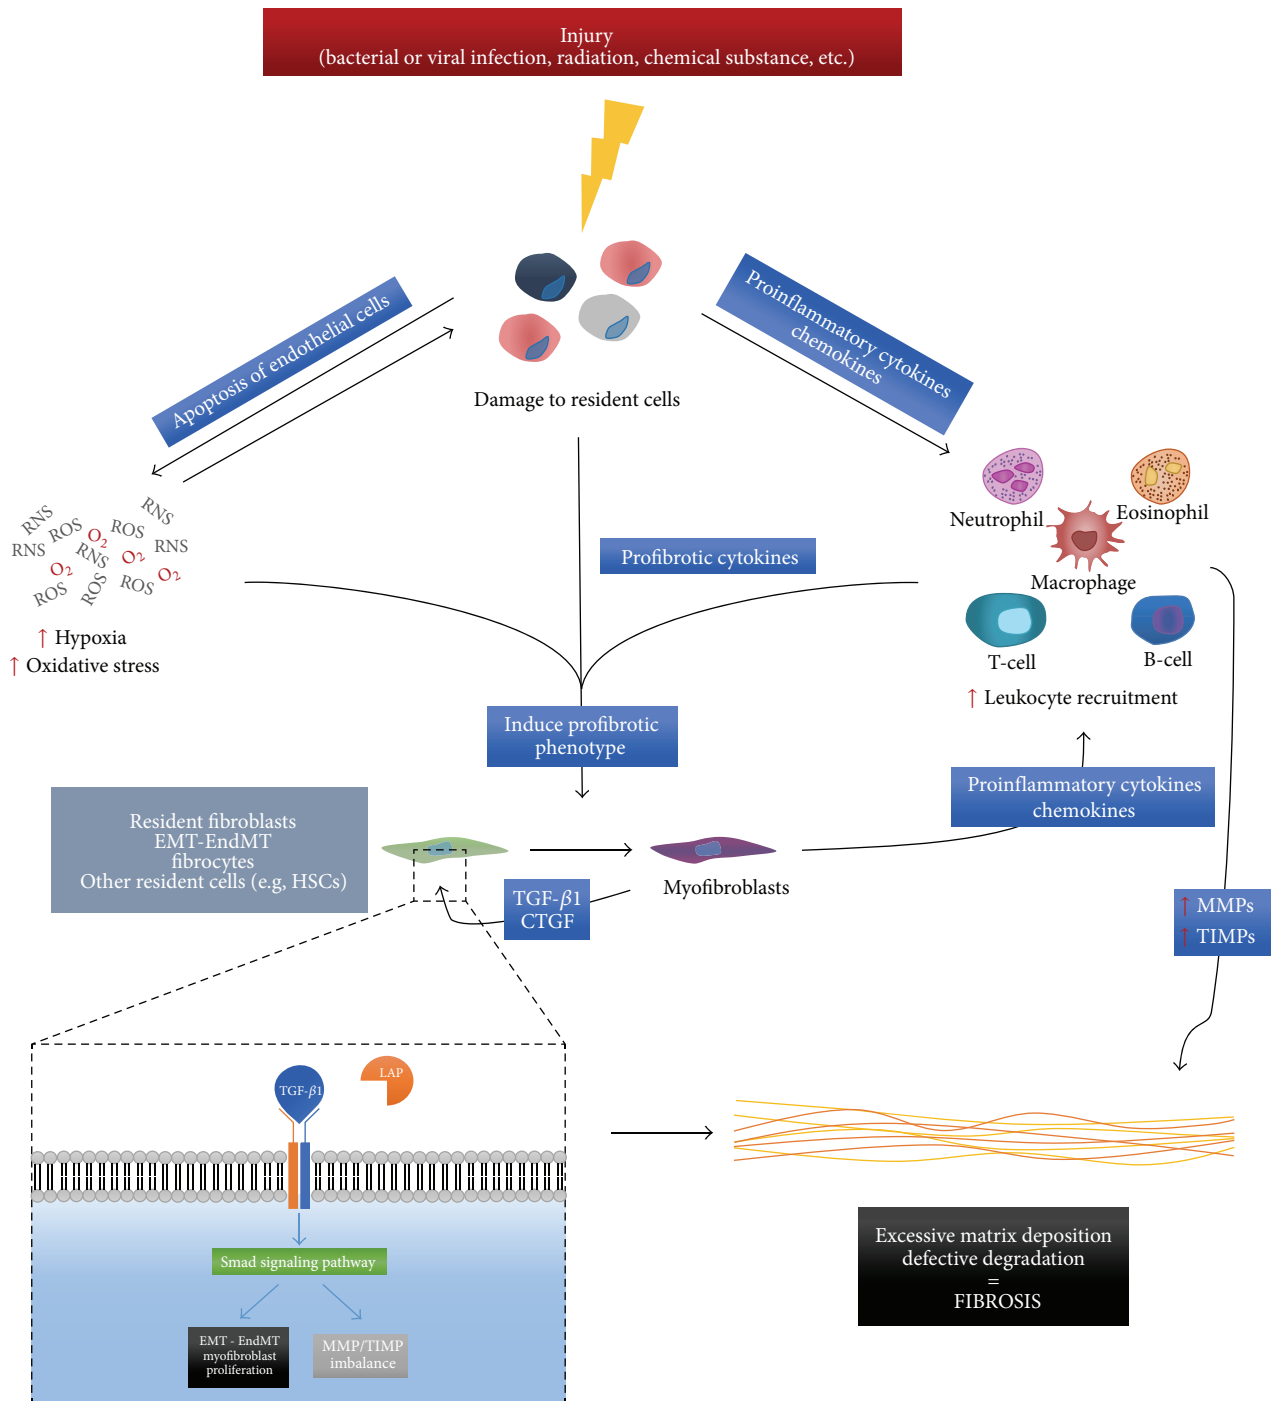 Injury
(bacterial or viral infection, radiation, chemical substance, etc.)
Apoptosis of endothelial cells
Proinflammatory cytokines
chemokines
Damage to resident cells
RNS
RNS
ROS
O2
ROS
RNS
RNS
RNS
O2
O2
O2
ROS
ROS
ROS
↑ Hypoxia
↑ Oxidative stress
Profibrotic cytokines
Neutrophil
Eosinophil
Macrophage
T-cell
B-cell
↑ Leukocyte recruitment
Induce profibrotic
phenotype
Proinflammatory cytokines
chemokines
Resident fibroblasts
EMT-EndMT
fibrocytes
Other resident cells (e.g, HSCs)
Myofibroblasts
TGF-β1
CTGF
↑ MMPs
↑ TIMPs
TGF-β1
LAP
Smad signaling pathway
EMT - EndMT
myofibroblast
proliferation
MMP/TIMP
imbalance
Excessive matrix deposition
defective degradation
=
FIBROSIS